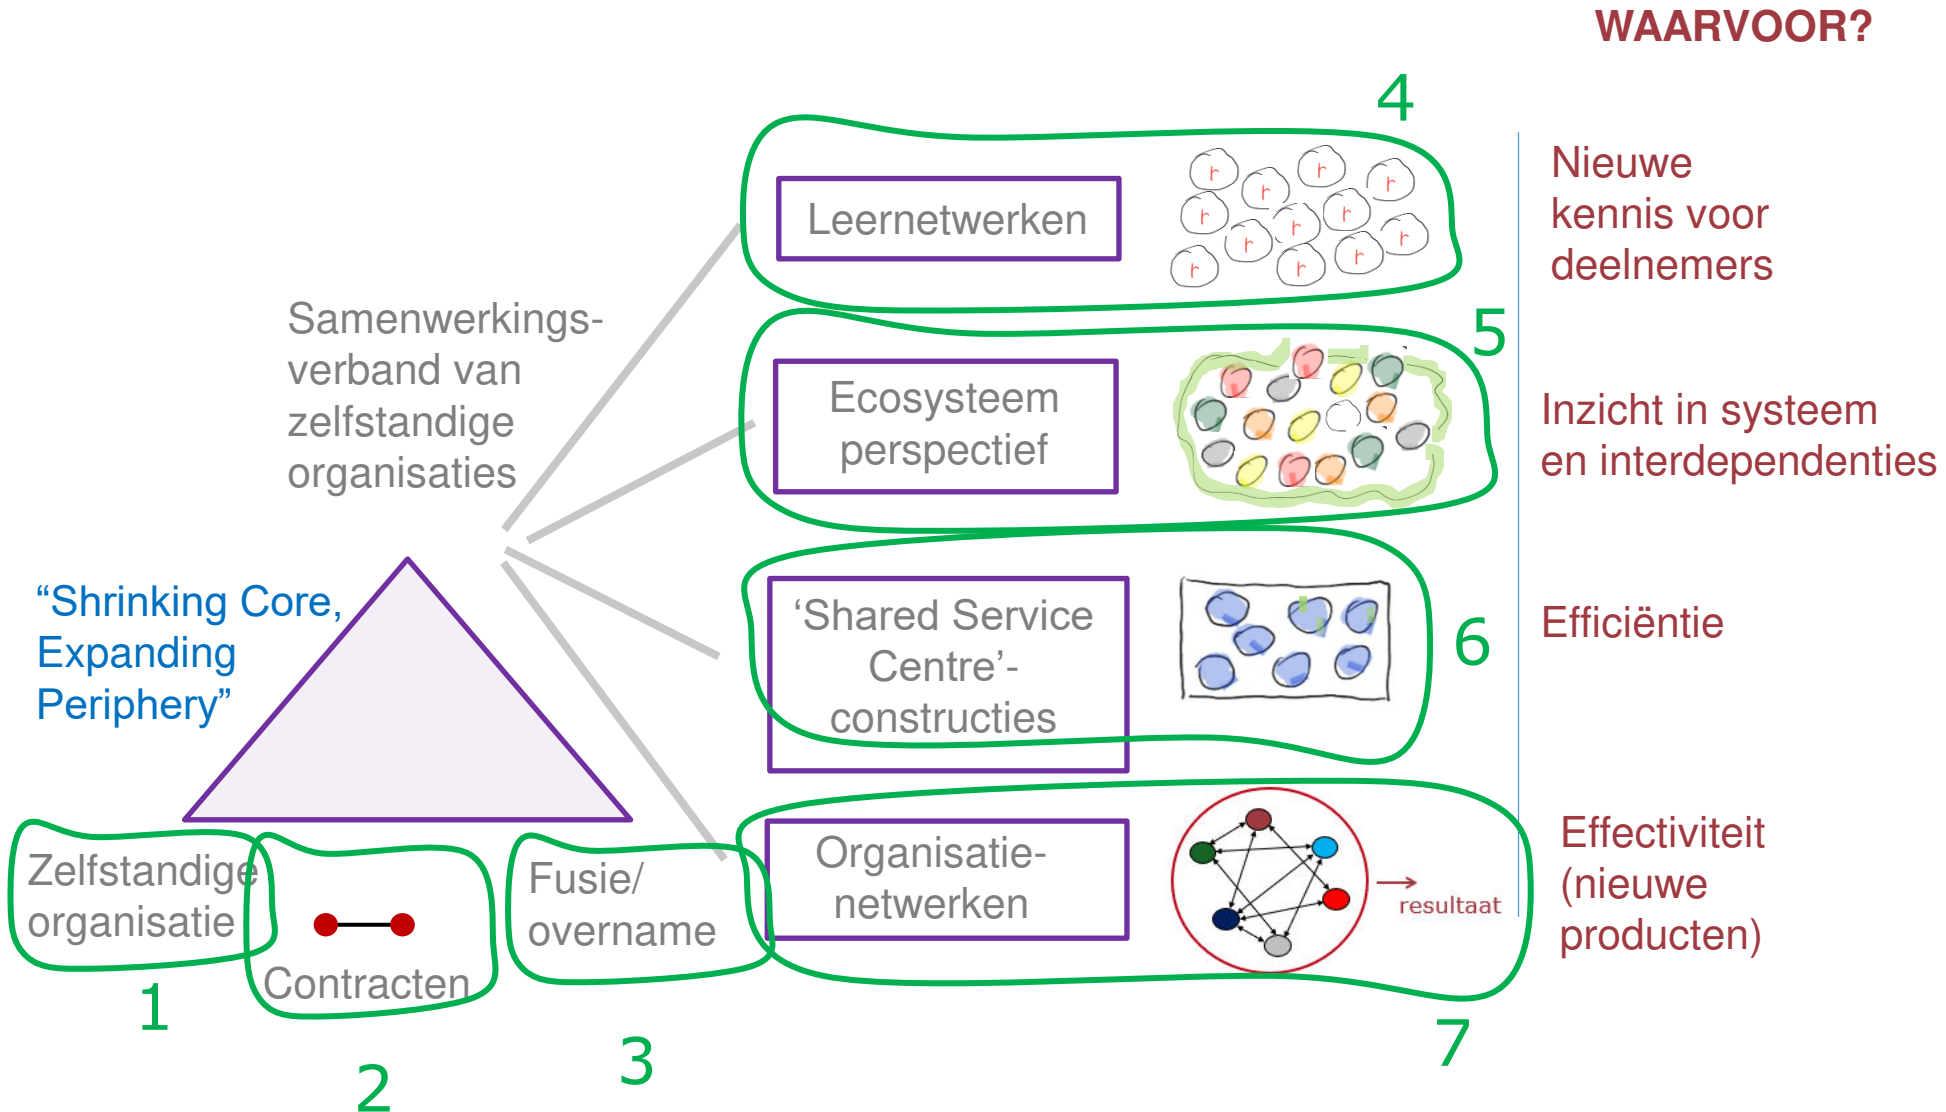 WAARVOOR?
4
Leernetwerken
r r r r r r r r r r r r
Nieuwe
kennis voor
deelnemers
Samenwerkings-
verband van
zelfstandige
organisaties
5
Ecosysteem
perspectief
Inzicht in systeem
en interdependenties
“Shrinking Core,
Expanding
Periphery”
‘Shared Service
Centre’-
constructies
6
Efficiëntie
Zelfstandige
organisatie
1
Contracten
2
Fusie/
overname
3
Organisatie-
netwerken
resultaat
7
Effectiviteit
(nieuwe
producten)